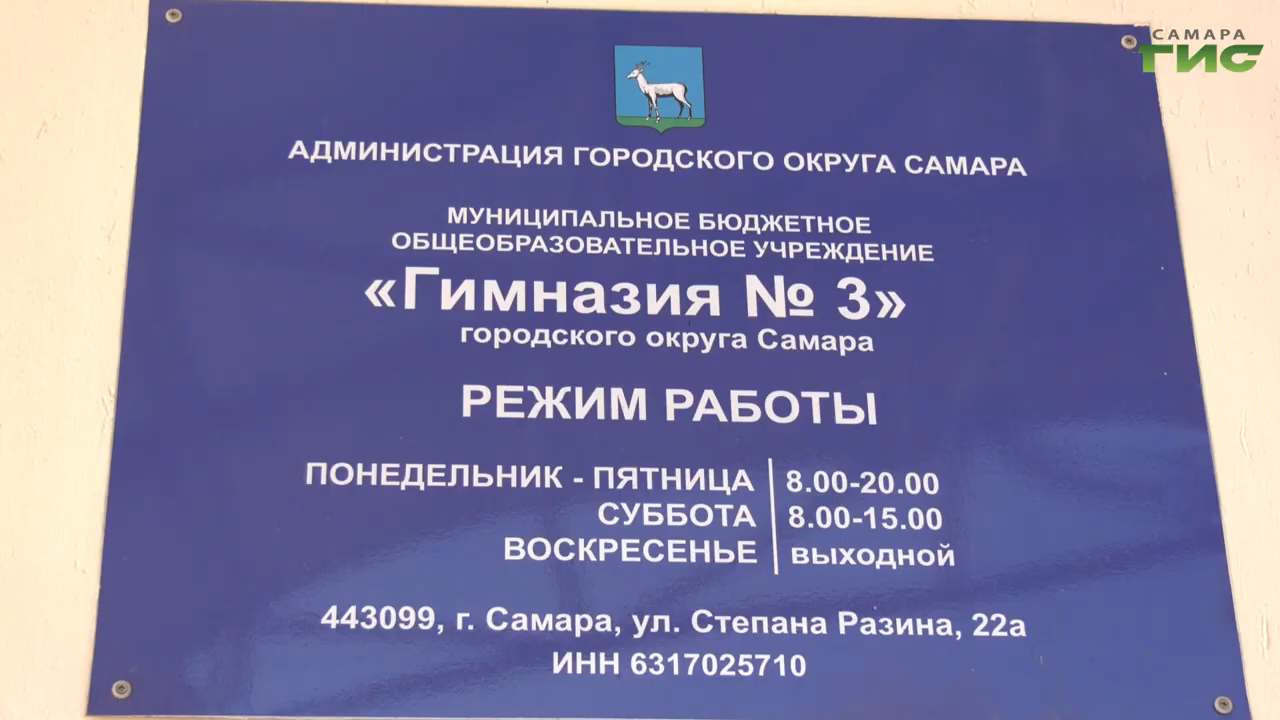 САМАРА
ГИС
АДМИНИСТРАЦИЯ ГОРОДСКОГО ОКРУГА САМАРА
МУНИЦИПАЛЬНОЕ БЮДЖЕТНОЕ
ОБЩЕОБРАЗОВАТЕЛЬНОЕ УЧРЕЖДЕНИЕ
«Гимназия № 3»
городского округа Самара
РЕЖИМ РАБОТЫ
ПОНЕДЕЛЬНИК - ПЯТНИЦА 8.00-20.00
СУББОТА 8.00-15.00
ВОСКРЕСЕНЬЕ выходной
443099, г. Самара, ул. Степана Разина, 22а
ИНН 6317025710